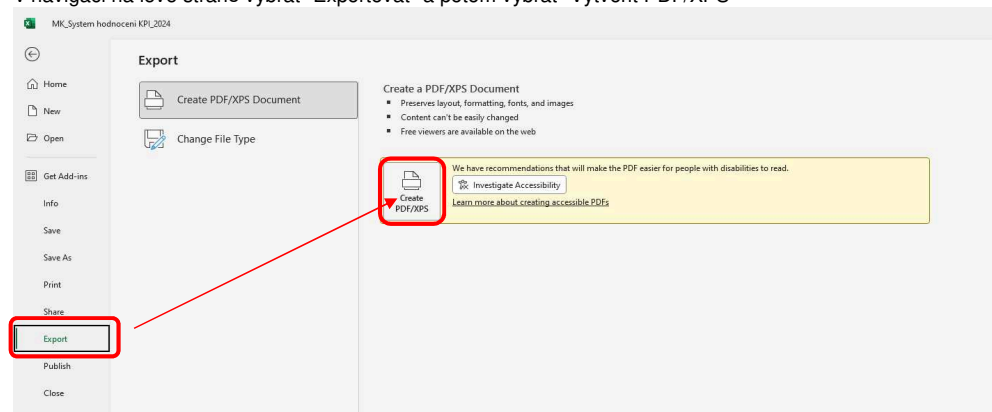 V navigaci na levé straně vybrat "Exportovat" a potom vybrat "Vytvořit PDF/XPS"
MK_System hodnoceni KPI_2024
Export
Home
New
Open
Get Add-ins
Info
Save
Save As
Print
Share
Export
Publish
Close
Create PDF/XPS Document
Change File Type
Create a PDF/XPS Document
Preserves layout, formatting, fonts, and images
Content can't be easily changed
Free viewers are available on the web
Create
PDF/XPS
We have recommendations that will make the PDF easier for people with disabilities to read.
Investigate Accessibility
Learn more about creating accessible PDFs